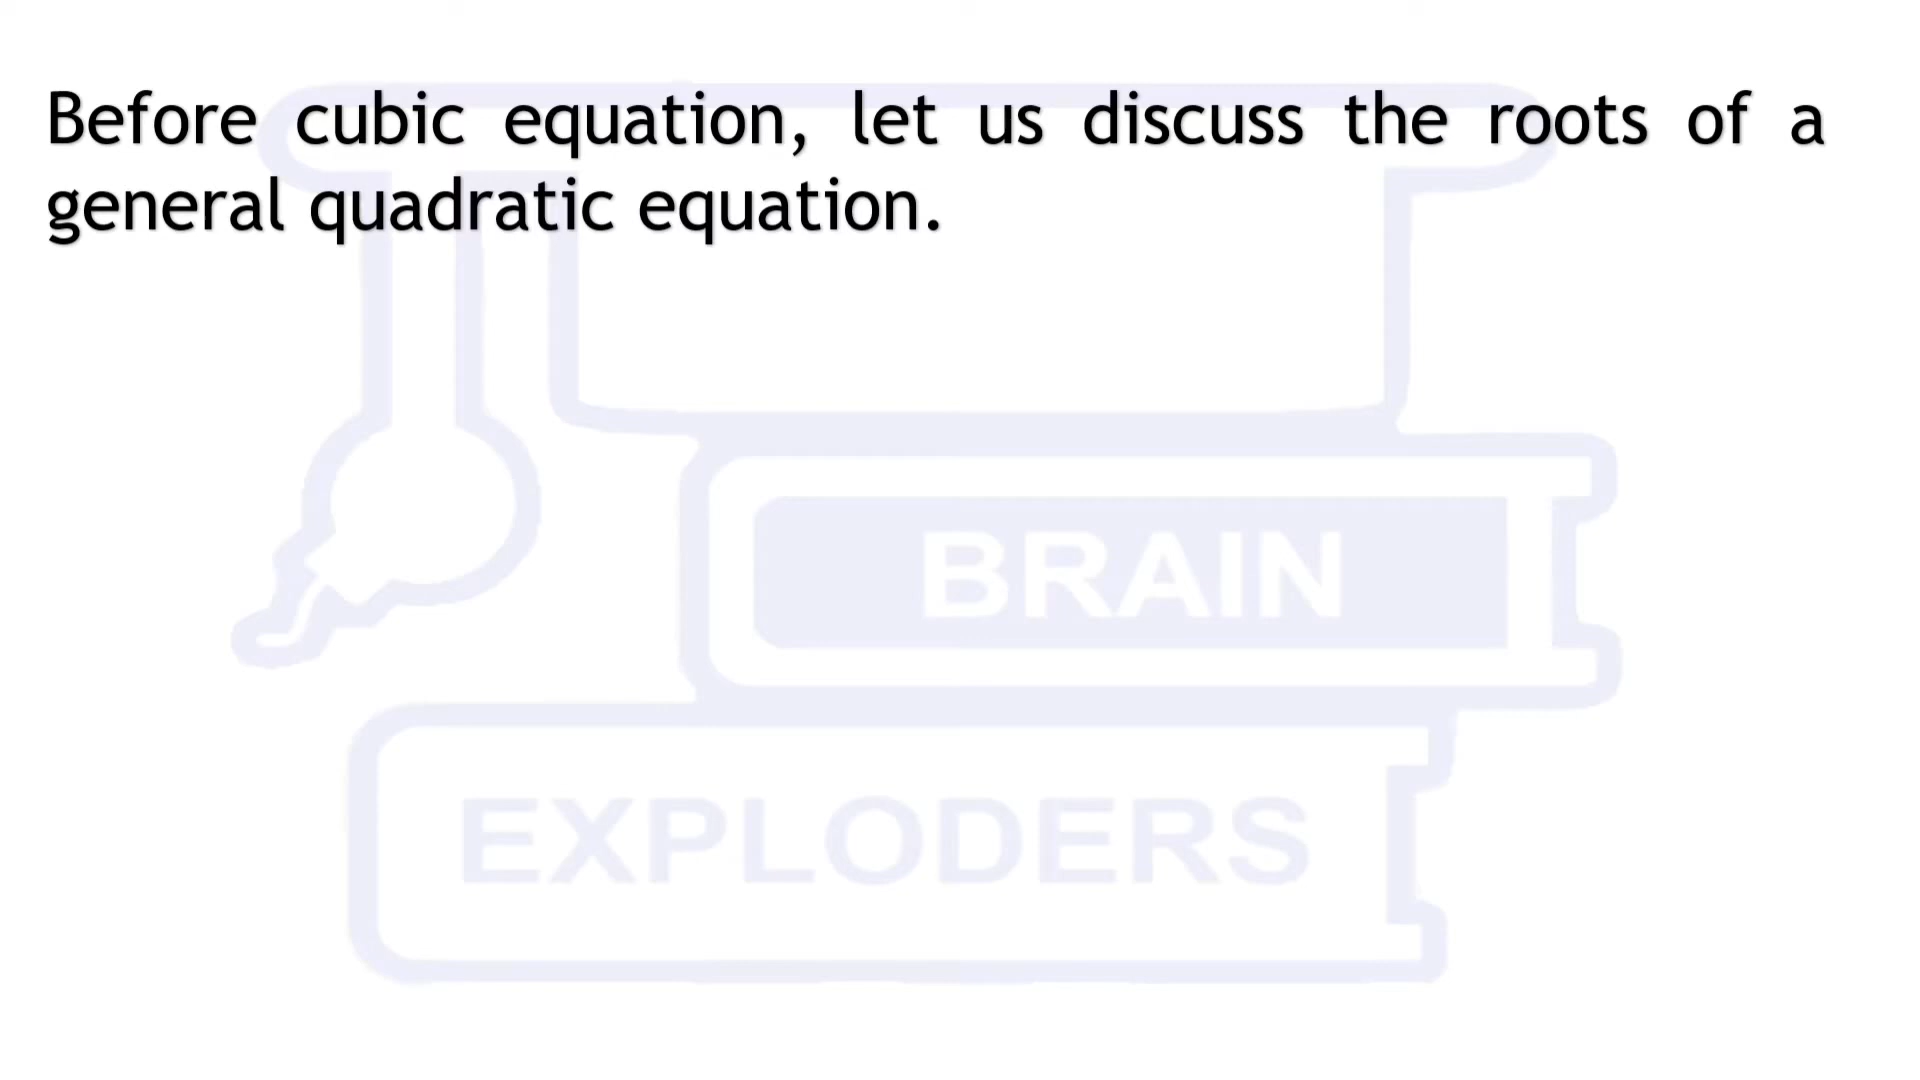 Before cubic equation, let us discuss the roots of a
general quadratic equation.
BRAIN
EXPLODERS